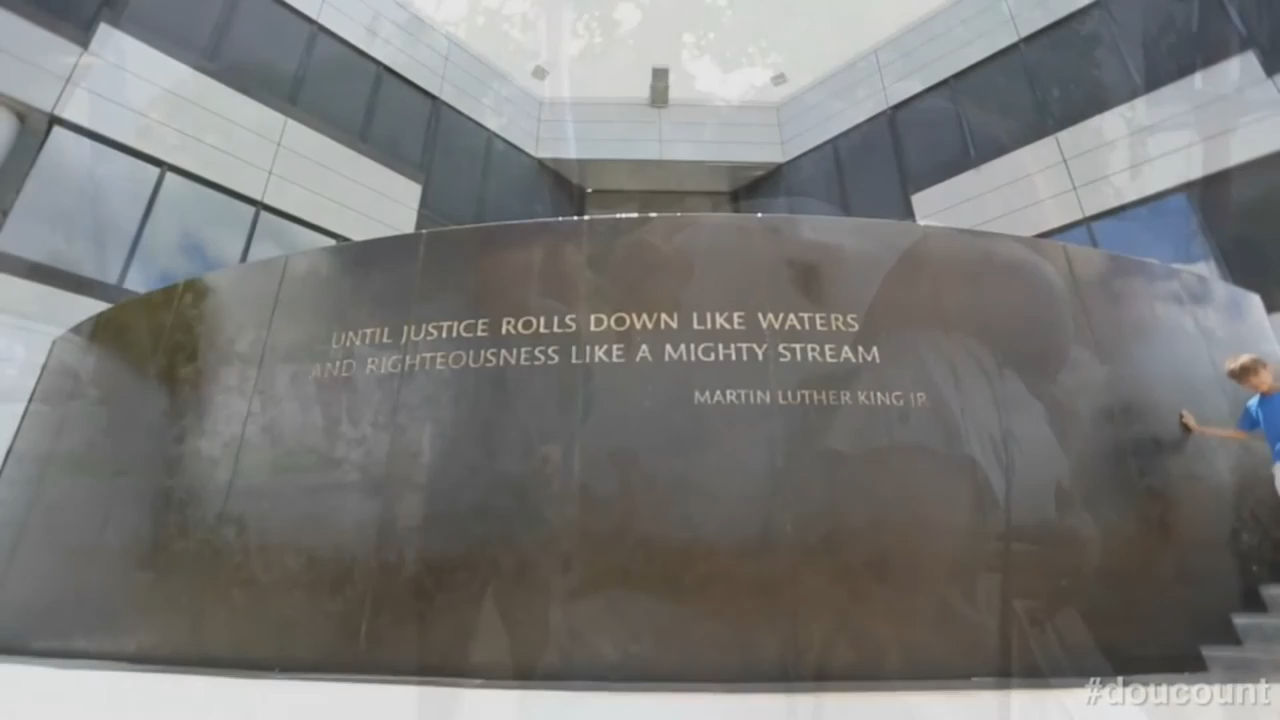 UNTIL JUSTICE ROLLS DOWN LIKE WATERS
AND RIGHTEOUSNESS LIKE A MIGHTY STREAM
MARTIN LUTHER KING JR
#doucount